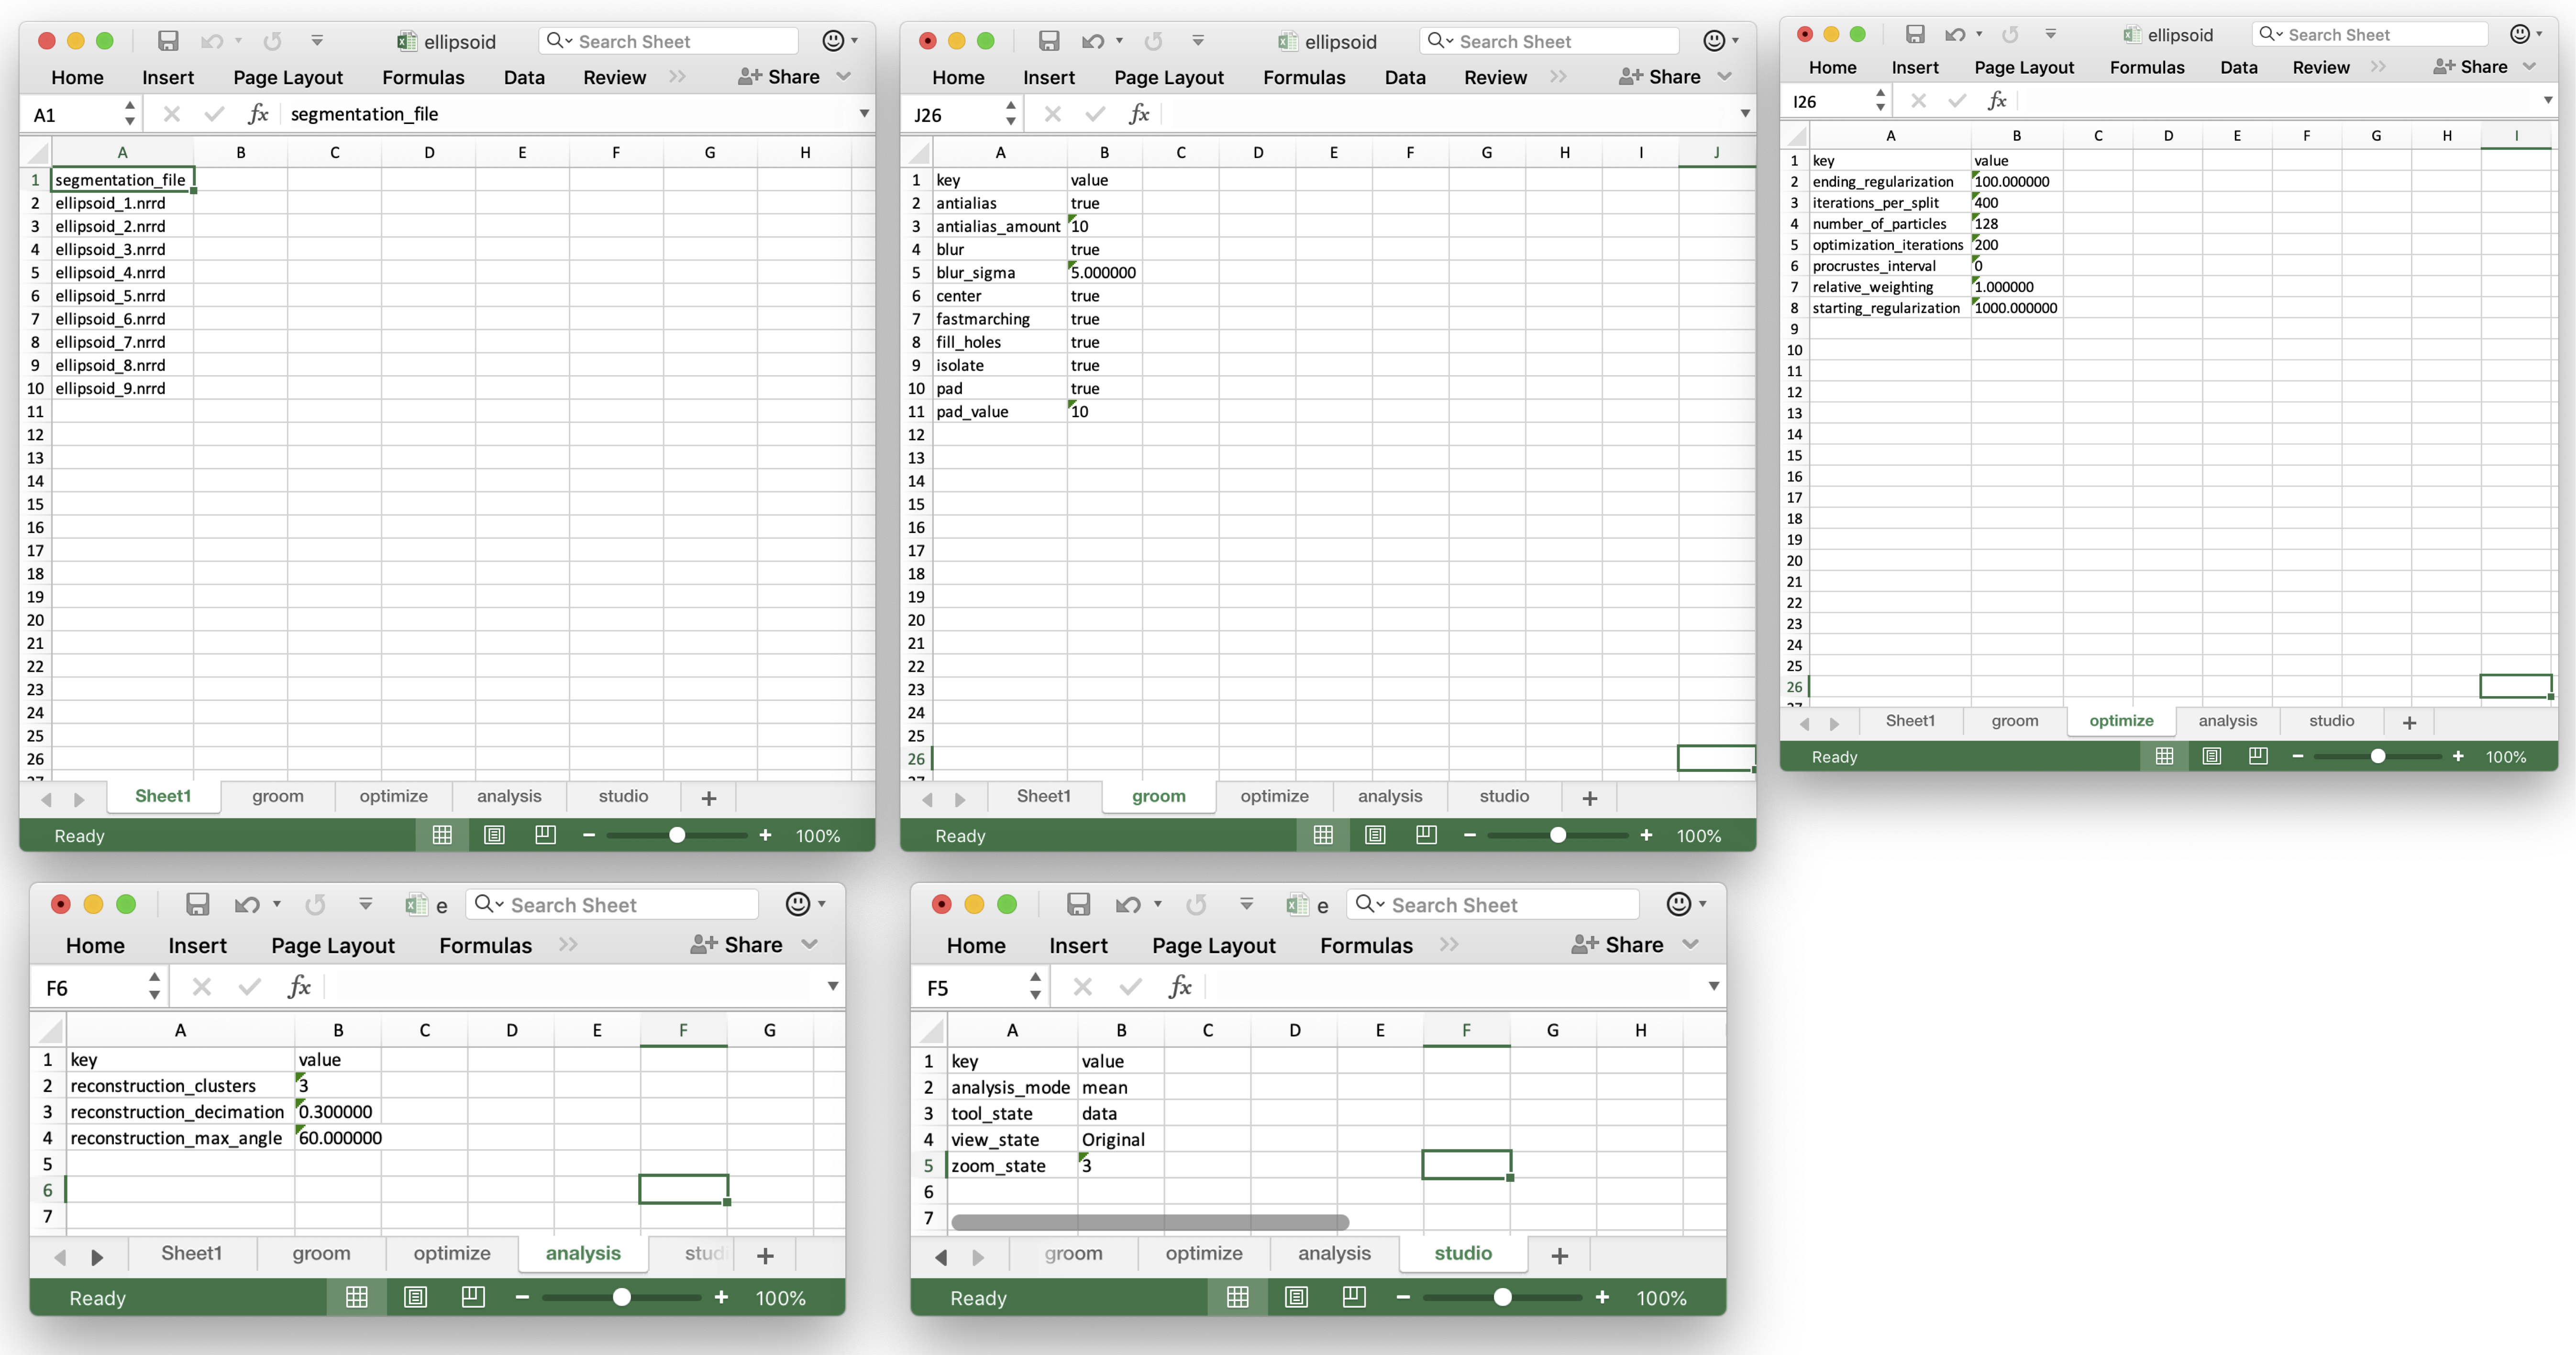 ellipsoid Search Sheet
Home Insert Page Layout Formulas Data Review Share
A1 fx segmentation_file
A B C D E F G H
1 segmentation_file
2 ellipsoid_1.nrrd
3 ellipsoid_2.nrrd
4 ellipsoid_3.nrrd
5 ellipsoid_4.nrrd
6 ellipsoid_5.nrrd
7 ellipsoid_6.nrrd
8 ellipsoid_7.nrrd
9 ellipsoid_8.nrrd
10 ellipsoid_9.nrrd
11
12
13
14
15
16
17
18
19
20
21
22
23
24
25
26
Sheet1 groom optimize analysis studio +
Ready 100%
ellipsoid Search Sheet
Home Insert Page Layout Formulas Data Review Share
J26 fx
A B C D E F G H I J
1 key value
2 antialias true
3 antialias_amount 10
4 blur true
5 blur_sigma 5.000000
6 center true
7 fastmarching true
8 fill_holes true
9 isolate true
10 pad true
11 pad_value 10
12
13
14
15
16
17
18
19
20
21
22
23
24
25
26
Sheet1 groom optimize analysis studio +
Ready 100%
ellipsoid Search Sheet
Home Insert Page Layout Formulas Data Review Share
I26 fx
A B C D E F G H I
1 key value
2 ending_regularization 100.000000
3 iterations_per_split 400
4 number_of_particles 128
5 optimization_iterations 200
6 procrustes_interval 0
7 relative_weighting 1.000000
8 starting_regularization 1000.000000
9
10
11
12
13
14
15
16
17
18
19
20
21
22
23
24
25
26
Sheet1 groom optimize analysis studio +
Ready 100%
e Search Sheet
Home Insert Page Layout Formulas Share
F6 fx
A B C D E F G
1 key value
2 reconstruction_clusters 3
3 reconstruction_decimation 0.300000
4 reconstruction_max_angle 60.000000
5
6
7
Sheet1 groom optimize analysis stud +
Ready 100%
e Search Sheet
Home Insert Page Layout Formulas Share
F5 fx
A B C D E F G H
1 key value
2 analysis_mode mean
3 tool_state data
4 view_state Original
5 zoom_state 3
6
7
groom optimize analysis studio +
Ready 100%